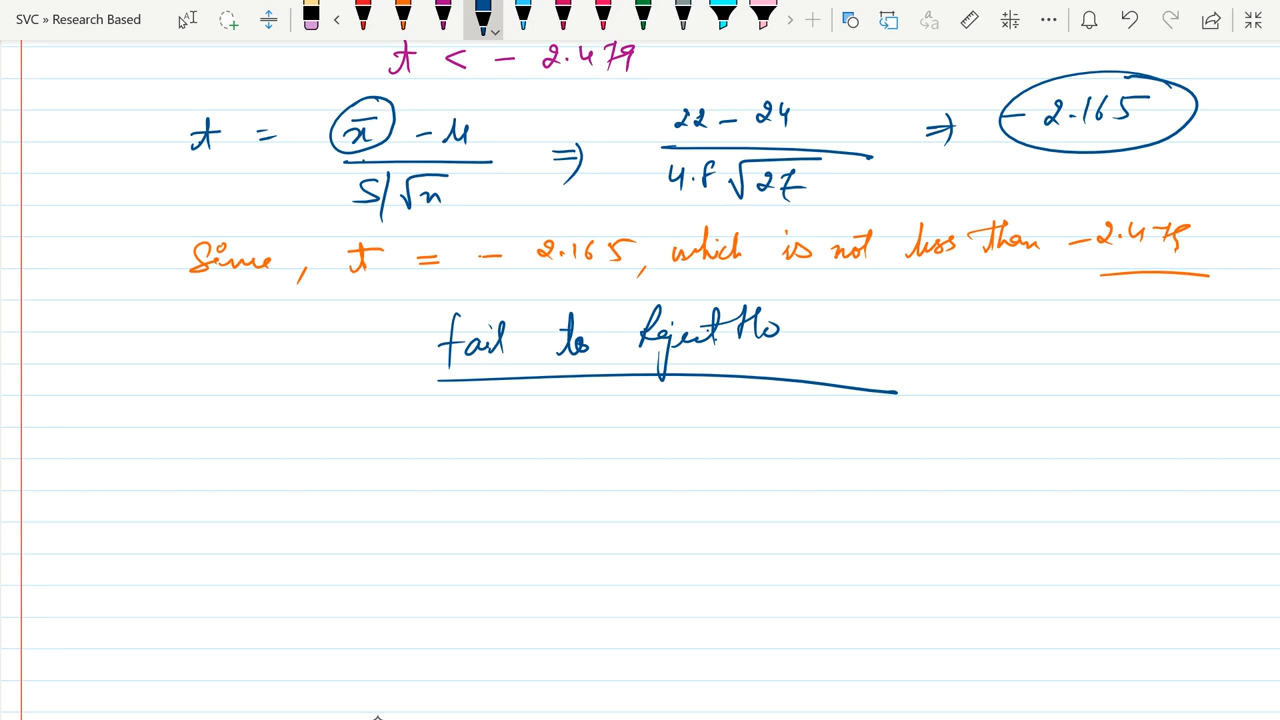 SVC » Research Based
t < - 2.479
t = x̄ - μ / S/√n ⇒ 22 - 24 / 4.8 √27 ⇒ - 2.165
Since, t = - 2.165, which is not less than - 2.479
fail to Reject Ho